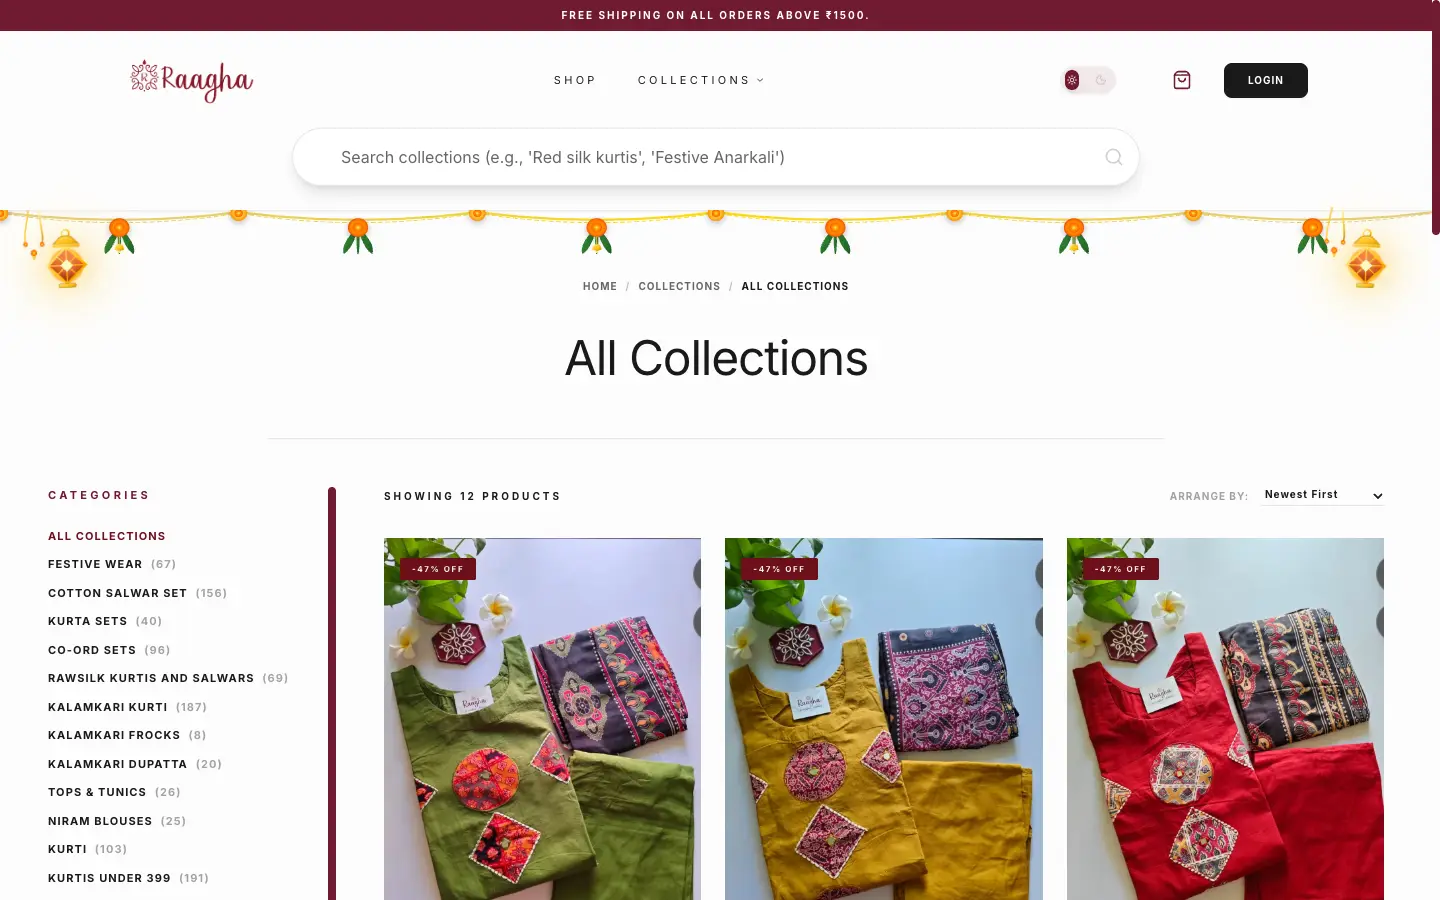 FREE SHIPPING ON ALL ORDERS ABOVE ₹1500.
Raagha
SHOP
COLLECTIONS
LOGIN
Search collections (e.g., 'Red silk kurtis', 'Festive Anarkali')
HOME / COLLECTIONS / ALL COLLECTIONS
All Collections
CATEGORIES
ALL COLLECTIONS
FESTIVE WEAR (67)
COTTON SALWAR SET (156)
KURTA SETS (40)
CO-ORD SETS (96)
RAWSILK KURTIS AND SALWARS (69)
KALAMKARI KURTI (187)
KALAMKARI FROCKS (8)
KALAMKARI DUPATTA (20)
TOPS & TUNICS (26)
NIRAM BLOUSES (25)
KURTI (103)
KURTIS UNDER 399 (191)
SHOWING 12 PRODUCTS
ARRANGE BY: Newest First
-47% OFF
Raagha
-47% OFF
Raagha
-47% OFF
Raagha